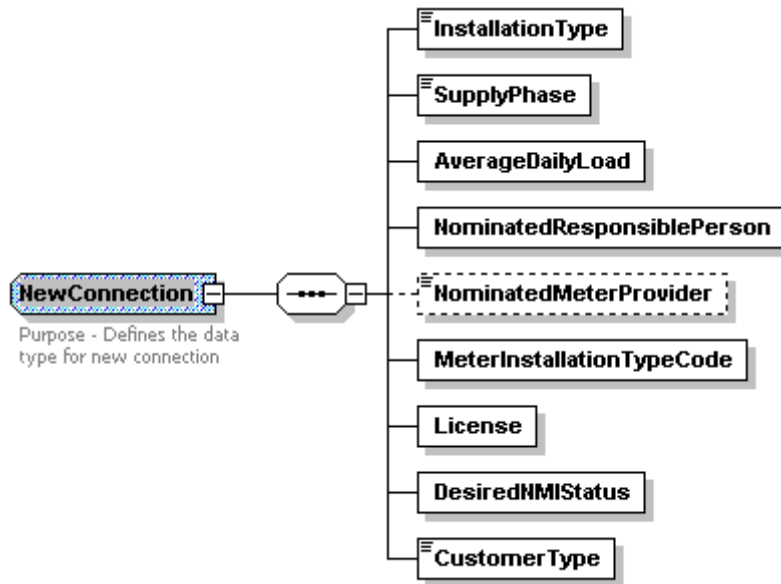 InstallationType
SupplyPhase
AverageDailyLoad
NominatedResponsiblePerson
NewConnection
NominatedMeterProvider
Purpose - Defines the data
type for new connection
MeterInstallationTypeCode
License
DesiredNMIStatus
CustomerType